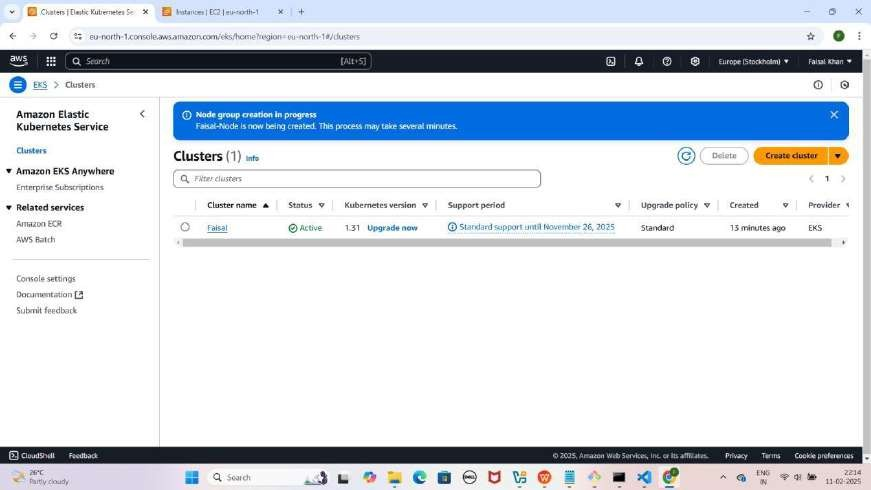 Clusters | Elastic Kubernetes Se
Instances | EC2 | eu-north-1
eu-north-1.console.aws.amazon.com/eks/home?region=eu-north-1#/clusters
F
aws
Search
[Alt+S]
Europe (Stockholm)
Faisal Khan
EKS
Clusters
Amazon Elastic
Kubernetes Service
Clusters
Amazon EKS Anywhere
Enterprise Subscriptions
Related services
Amazon ECR
AWS Batch
Console settings
Documentation
Submit feedback
Node group creation in progress
Faisal-Node is now being created. This process may take several minutes.
Clusters (1) Info
Delete
Create cluster
Filter clusters
1
Cluster name Status Kubernetes version Support period Upgrade policy Created Provider
Faisal Active 1.31 Upgrade now Standard support until November 26, 2025 Standard 13 minutes ago EKS
CloudShell Feedback
© 2025, Amazon Web Services, Inc. or its affiliates. Privacy Terms Cookie preferences
26°C
Partly cloudy
Search
DELL
ENG
IN
22:14
11-02-2025